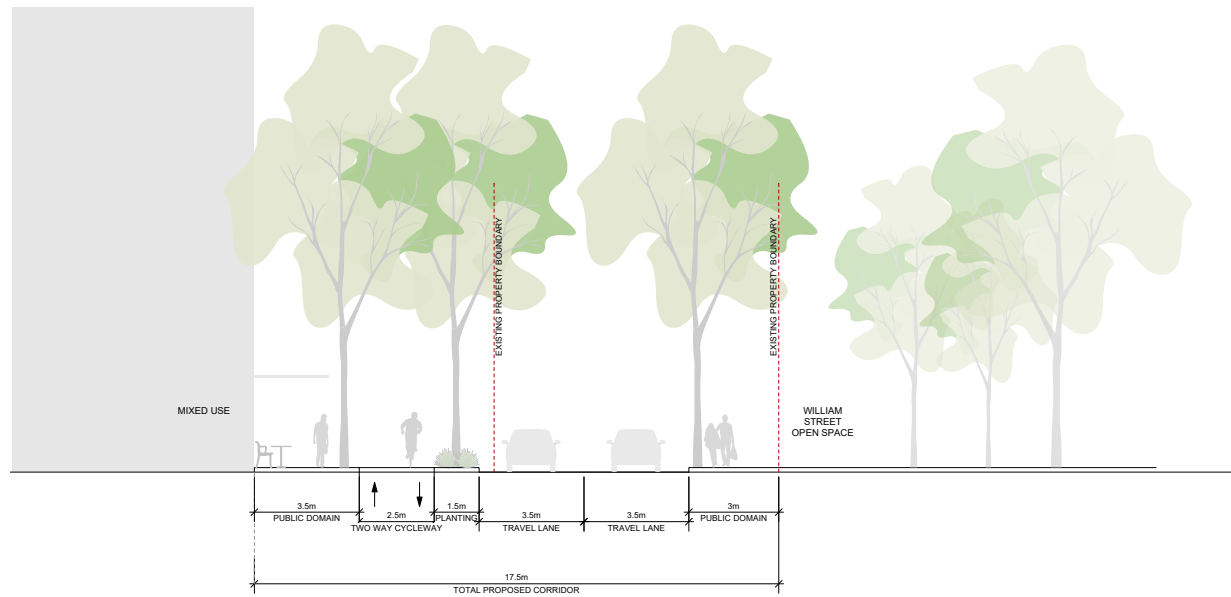 EXISTING PROPERTY BOUNDARY
EXISTING PROPERTY BOUNDARY
MIXED USE
WILLIAM
STREET
OPEN SPACE
3.5m
PUBLIC DOMAIN
2.5m
TWO WAY CYCLEWAY
1.5m
PLANTING
3.5m
TRAVEL LANE
3.5m
TRAVEL LANE
3m
PUBLIC DOMAIN
17.5m
TOTAL PROPOSED CORRIDOR